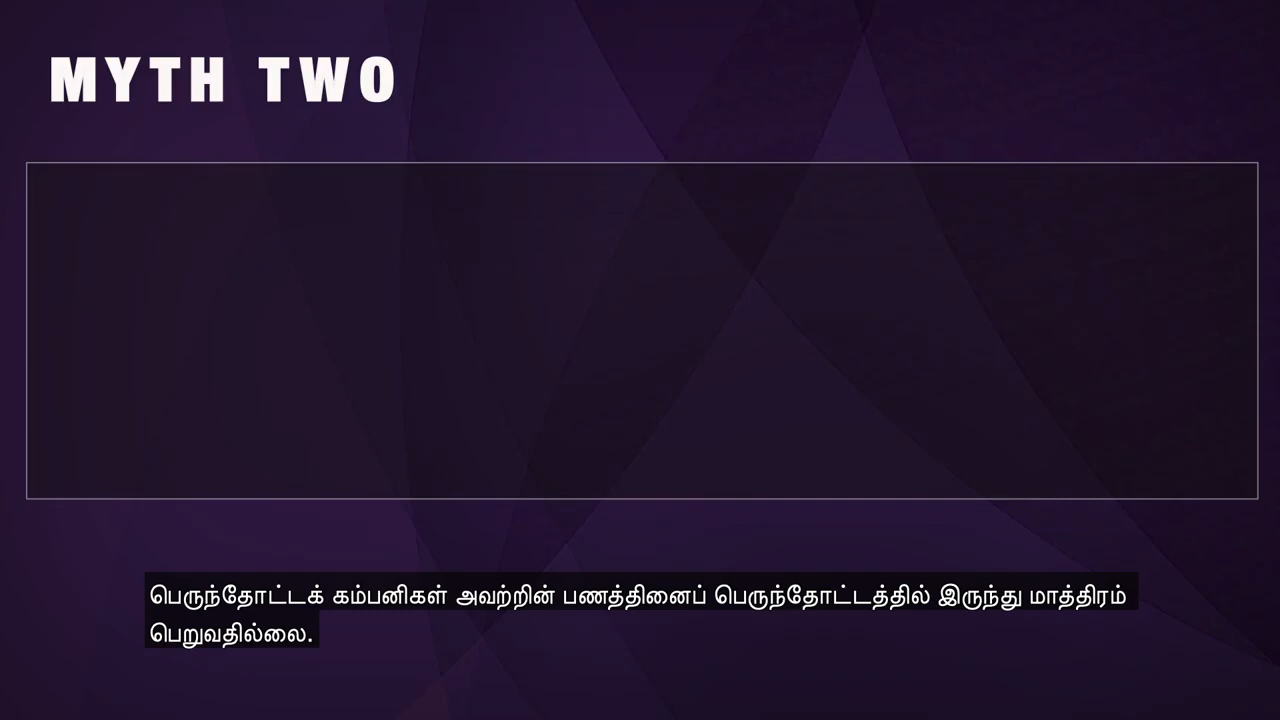 MYTH TWO
பெருந்தோட்டக் கம்பனிகள் அவற்றின் பணத்தினைப் பெருந்தோட்டத்தில் இருந்து மாத்திரம்
பெறுவதில்லை.